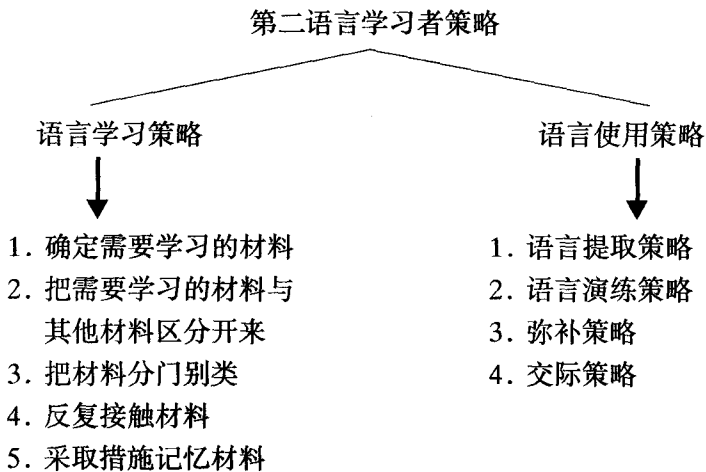 第二语言学习者策略
语言学习策略
1. 确定需要学习的材料
2. 把需要学习的材料与
其他材料区分开来
3. 把材料分门别类
4. 反复接触材料
5. 采取措施记忆材料
语言使用策略
1. 语言提取策略
2. 语言演练策略
3. 弥补策略
4. 交际策略